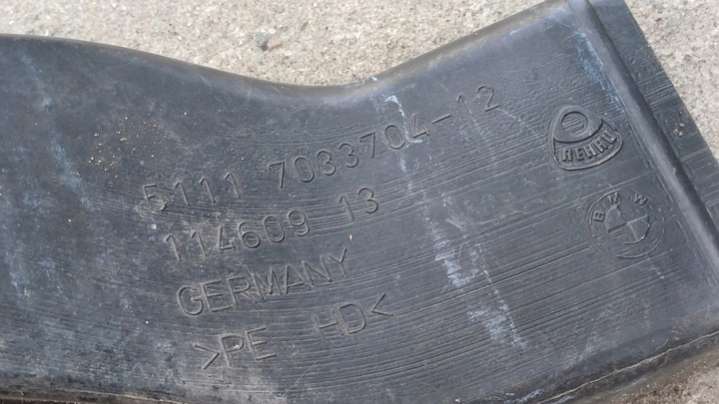 5111 7033704-12
114609 13
GERMANY
>PE HD<
REHAU
BMW